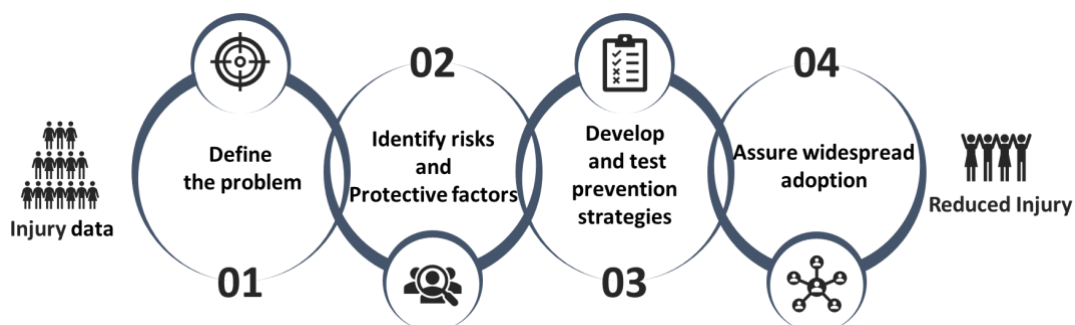 Injury data
01
Define
the problem
02
Identify risks
and
Protective factors
03
Develop
and test
prevention
strategies
04
Assure widespread
adoption
Reduced Injury